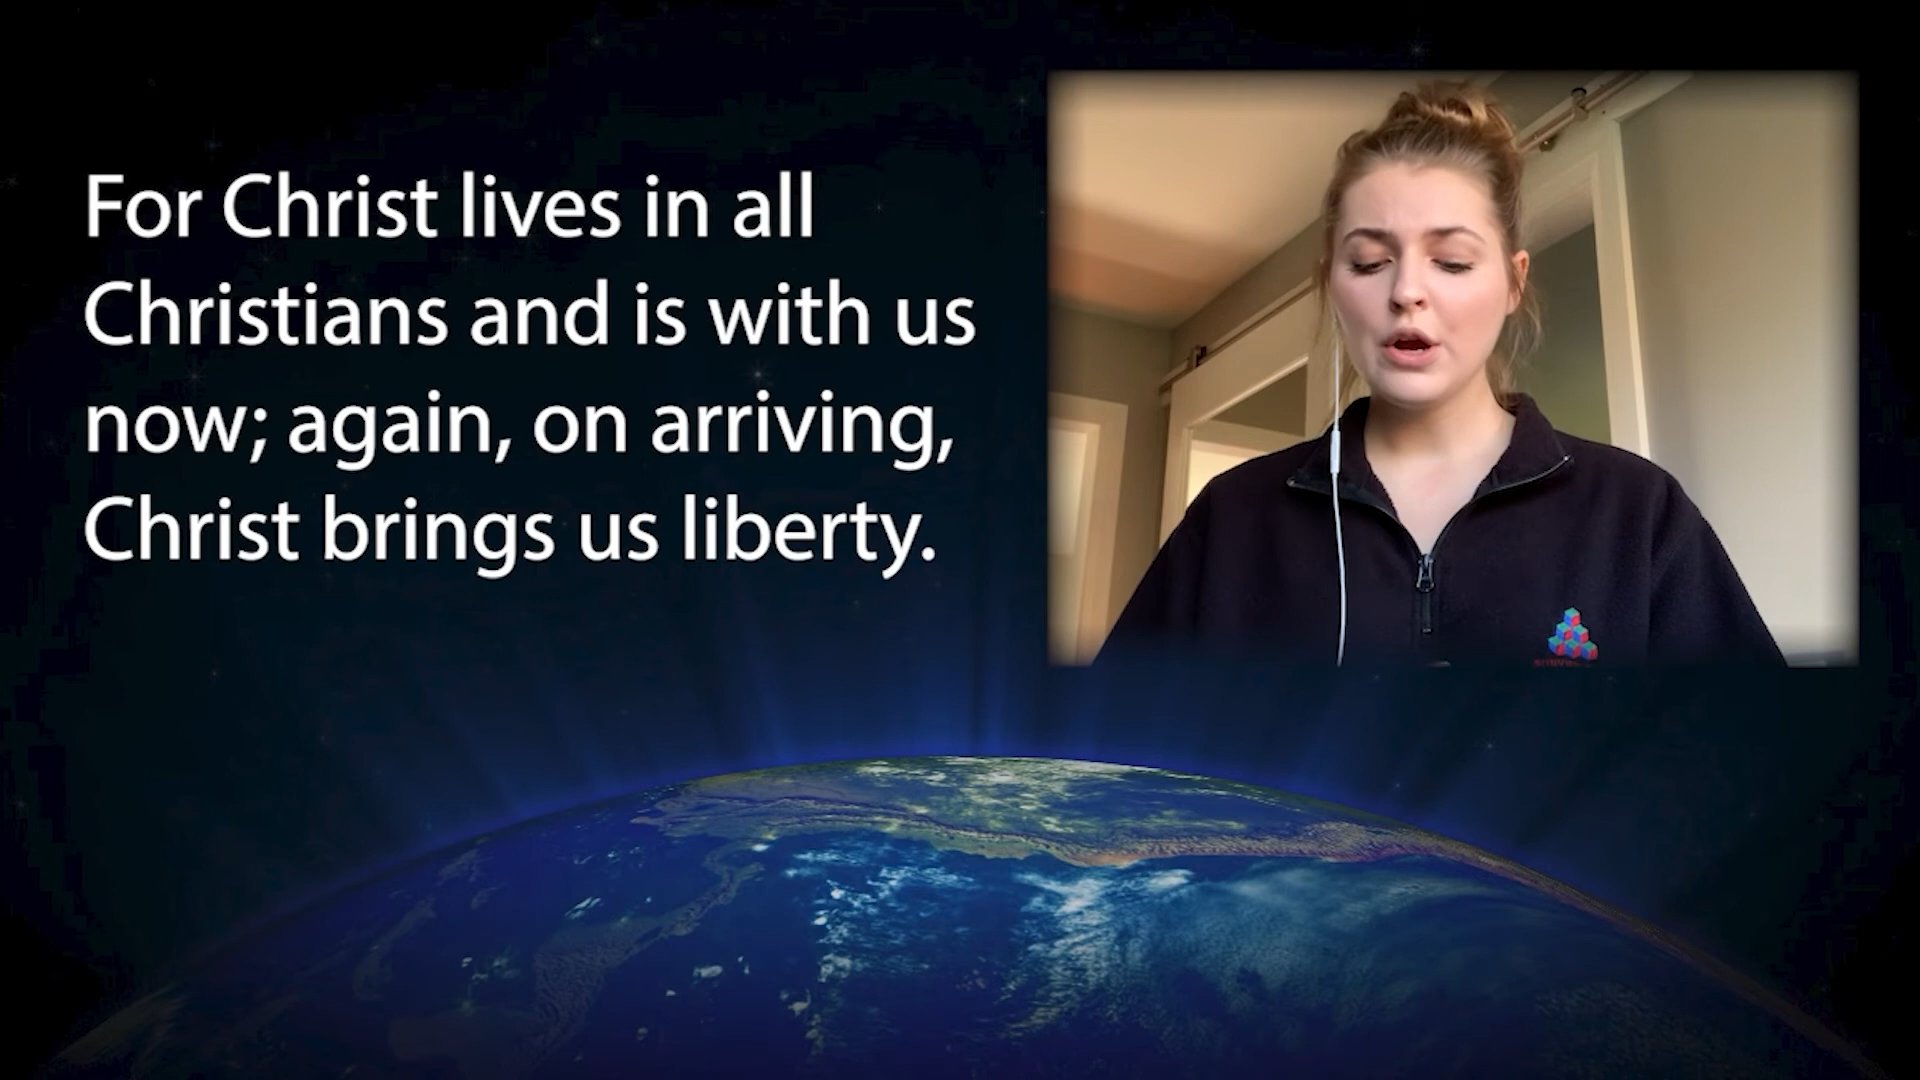 For Christ lives in all
Christians and is with us
now; again, on arriving,
Christ brings us liberty.